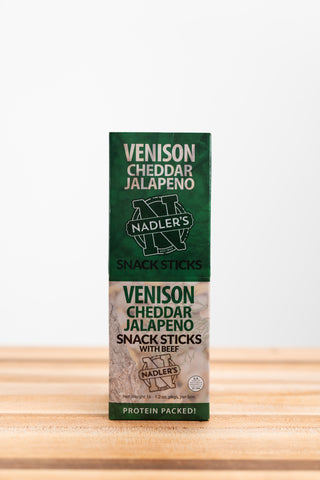 VENISON
CHEDDAR
JALAPENO
N
NADLER'S
SNACK STICKS
VENISON
CHEDDAR
JALAPENO
SNACK STICKS
WITH BEEF
N
NADLER'S
PROTEIN PACKED!